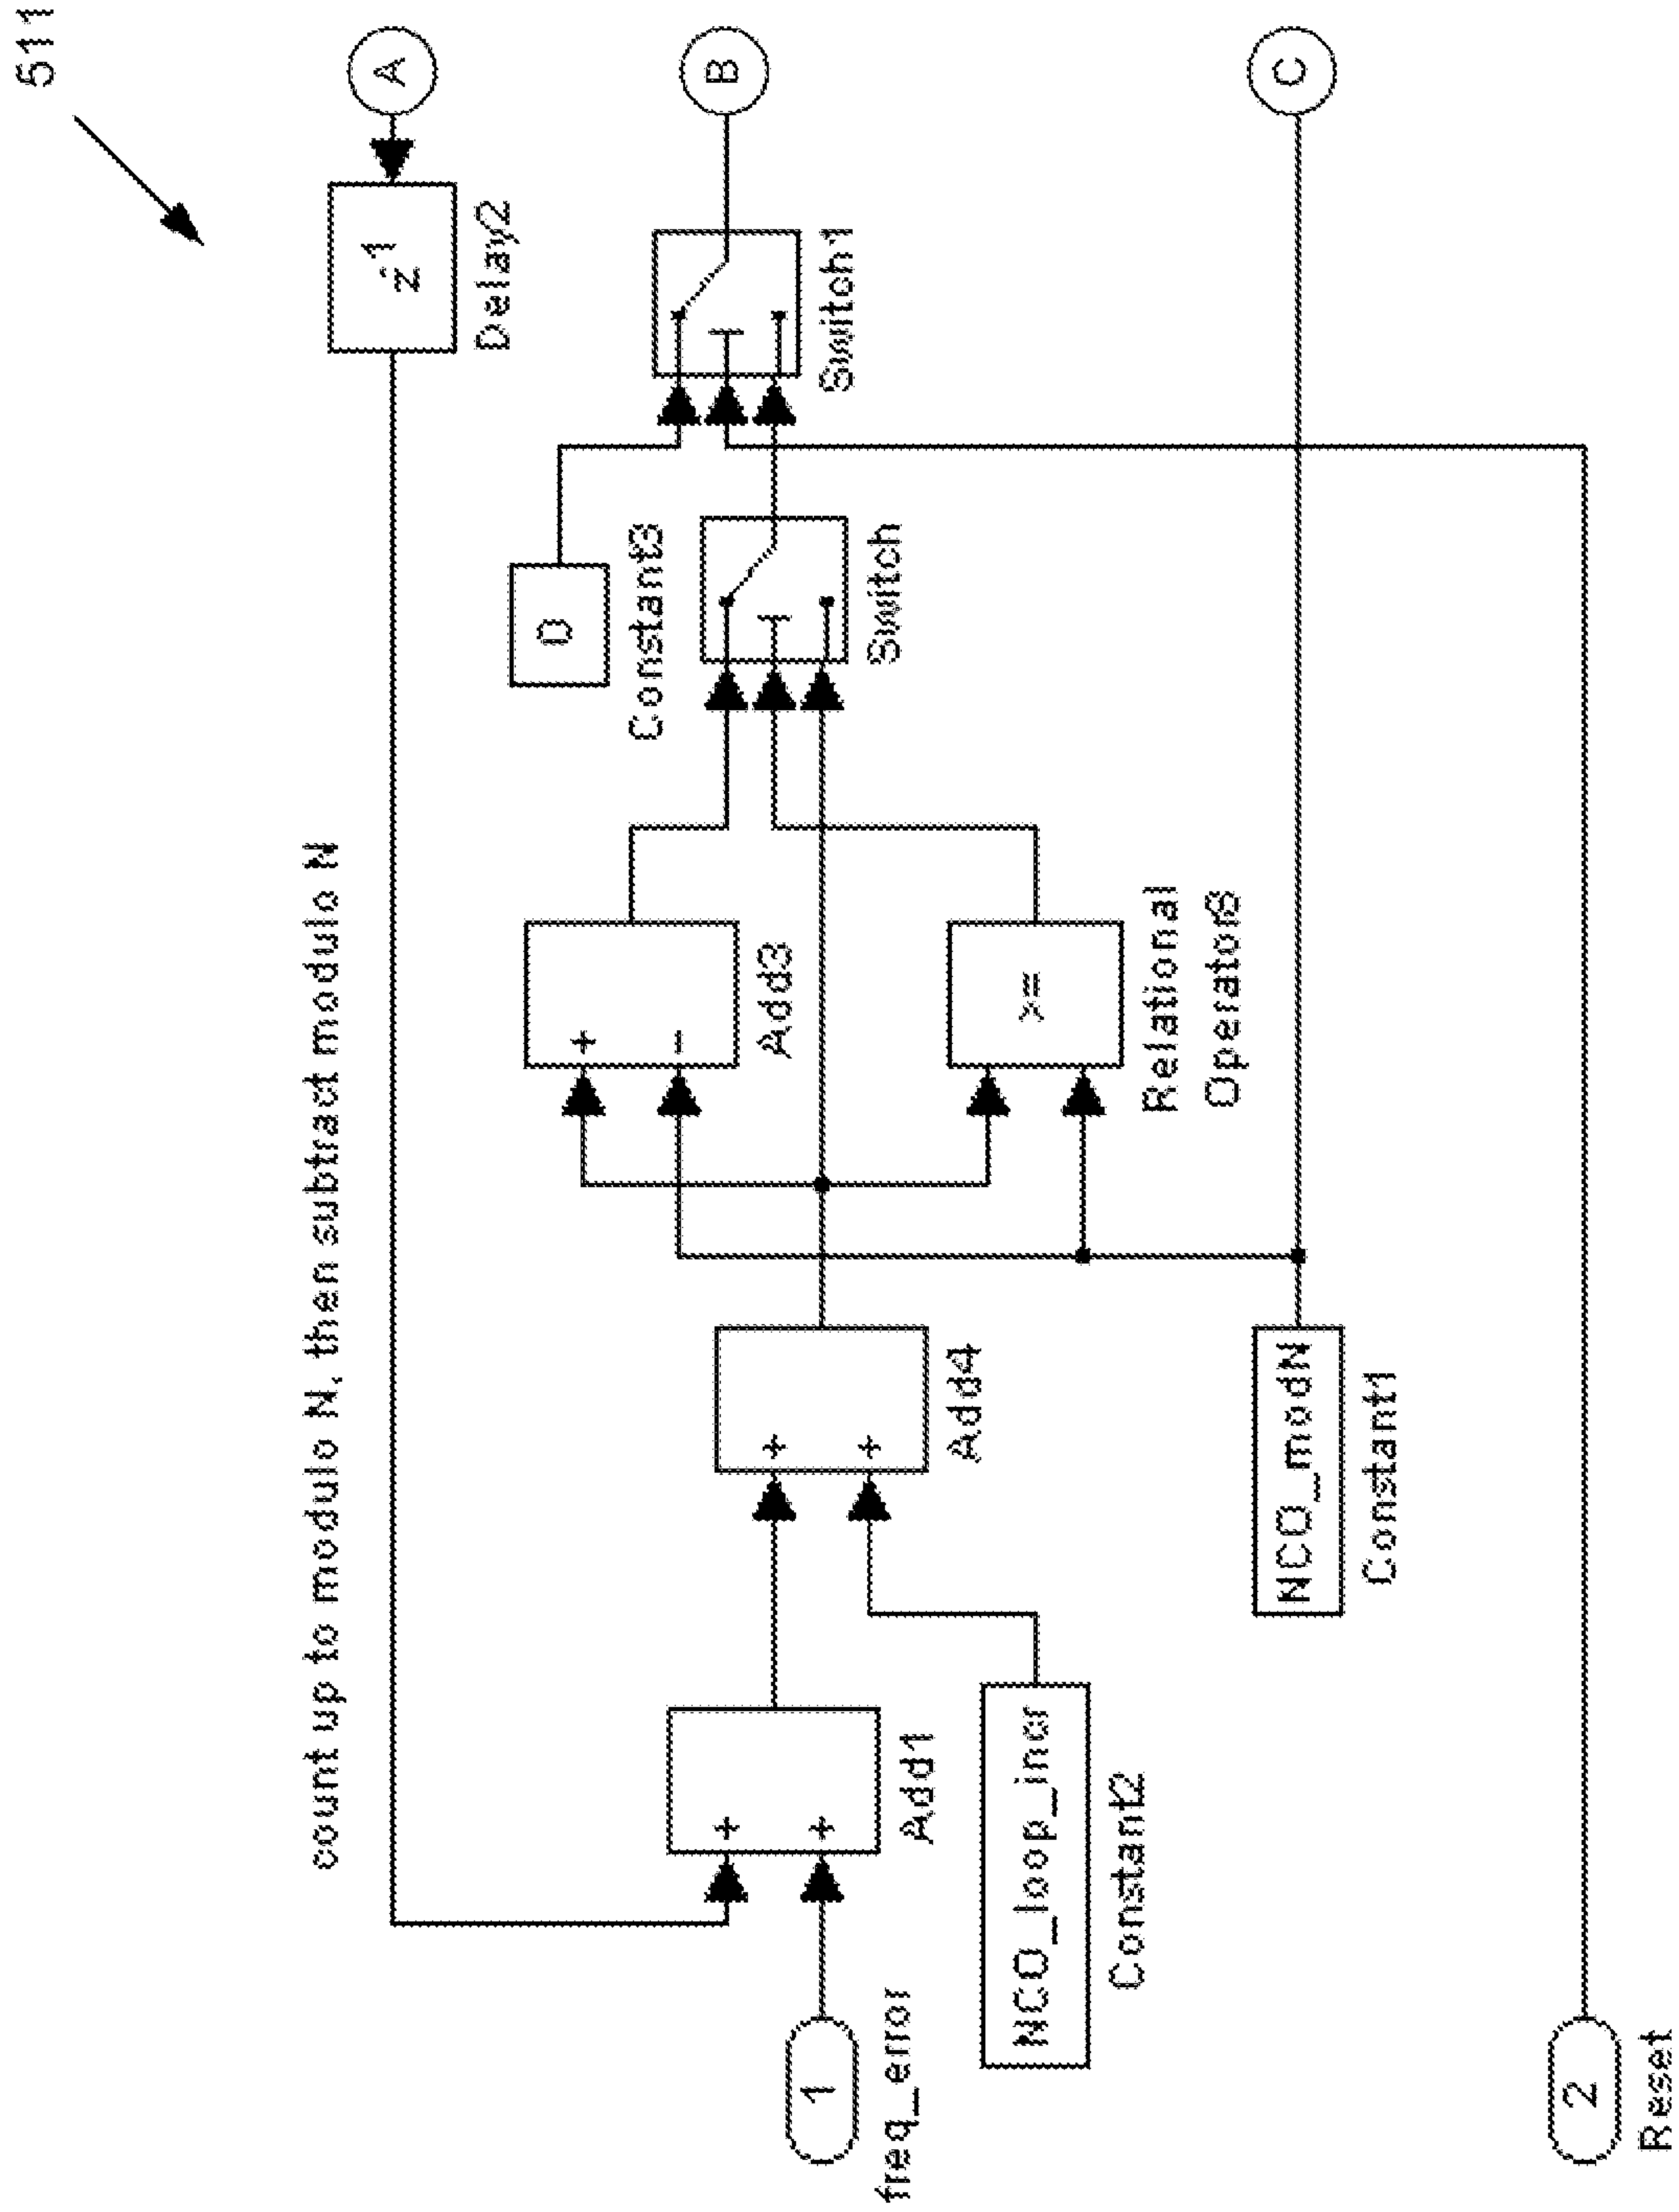 511
count up to modulo N, then subtract modulo N
A
z-1
Delay2
B
Switch1
0
Constant3
Switch
+
-
Add3
>=
Relational
Operator8
+
+
Add4
+
+
Add1
1
freq_error
NCO_loop_incr
Constant2
NCO_modN
Constant1
C
2
Reset